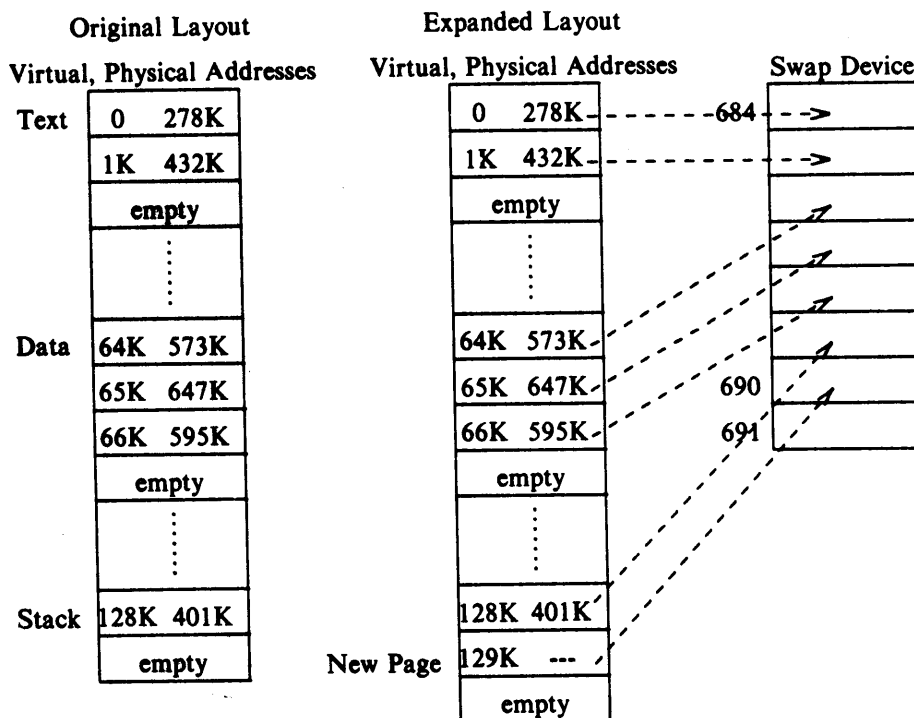 Original Layout
Virtual, Physical Addresses
Text
0 278K
1K 432K
empty
Data
64K 573K
65K 647K
66K 595K
empty
Stack
128K 401K
empty
Expanded Layout
Virtual, Physical Addresses
0 278K
1K 432K
empty
64K 573K
65K 647K
66K 595K
empty
128K 401K
New Page
129K ---
empty
Swap Device
684
690
691